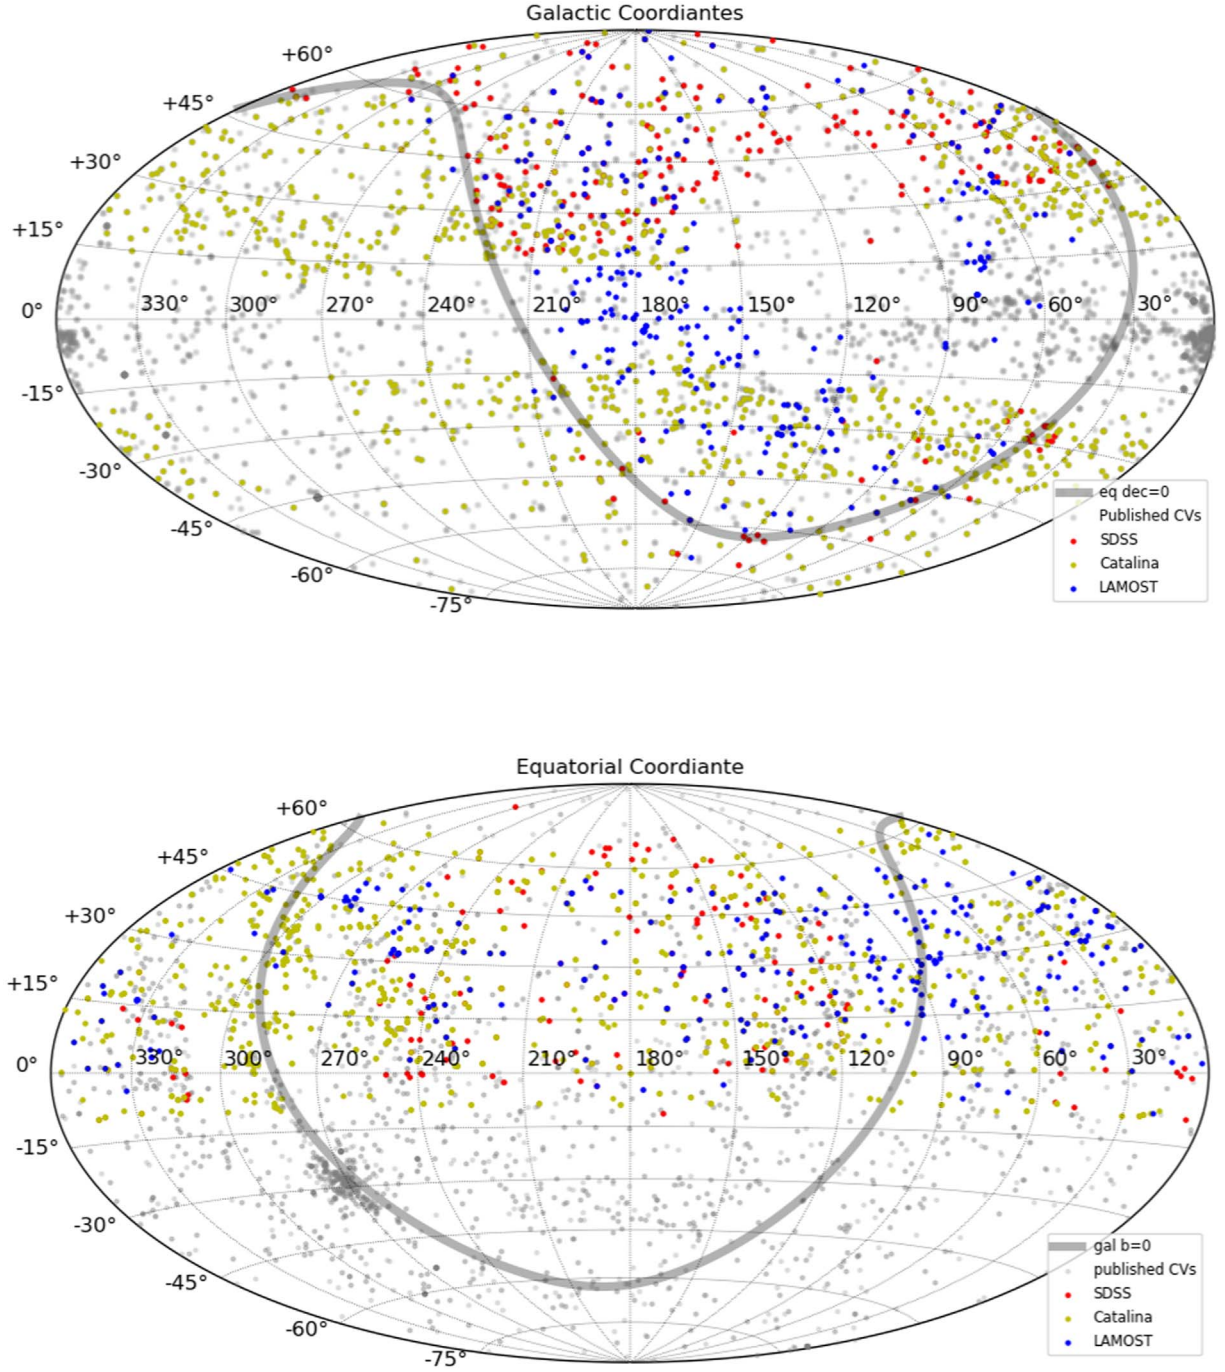 Galactic Coordiantes
+60°
+45°
+30°
+15°
0°
330° 300° 270° 240° 210° 180° 150° 120° 90° 60° 30°
-15°
-30°
-45°
-60°
-75°
eq dec=0
Published CVs
SDSS
Catalina
LAMOST
Equatorial Coordiante
+60°
+45°
+30°
+15°
0°
330° 300° 270° 240° 210° 180° 150° 120° 90° 60° 30°
-15°
-30°
-45°
-60°
-75°
gal b=0
published CVs
SDSS
Catalina
LAMOST